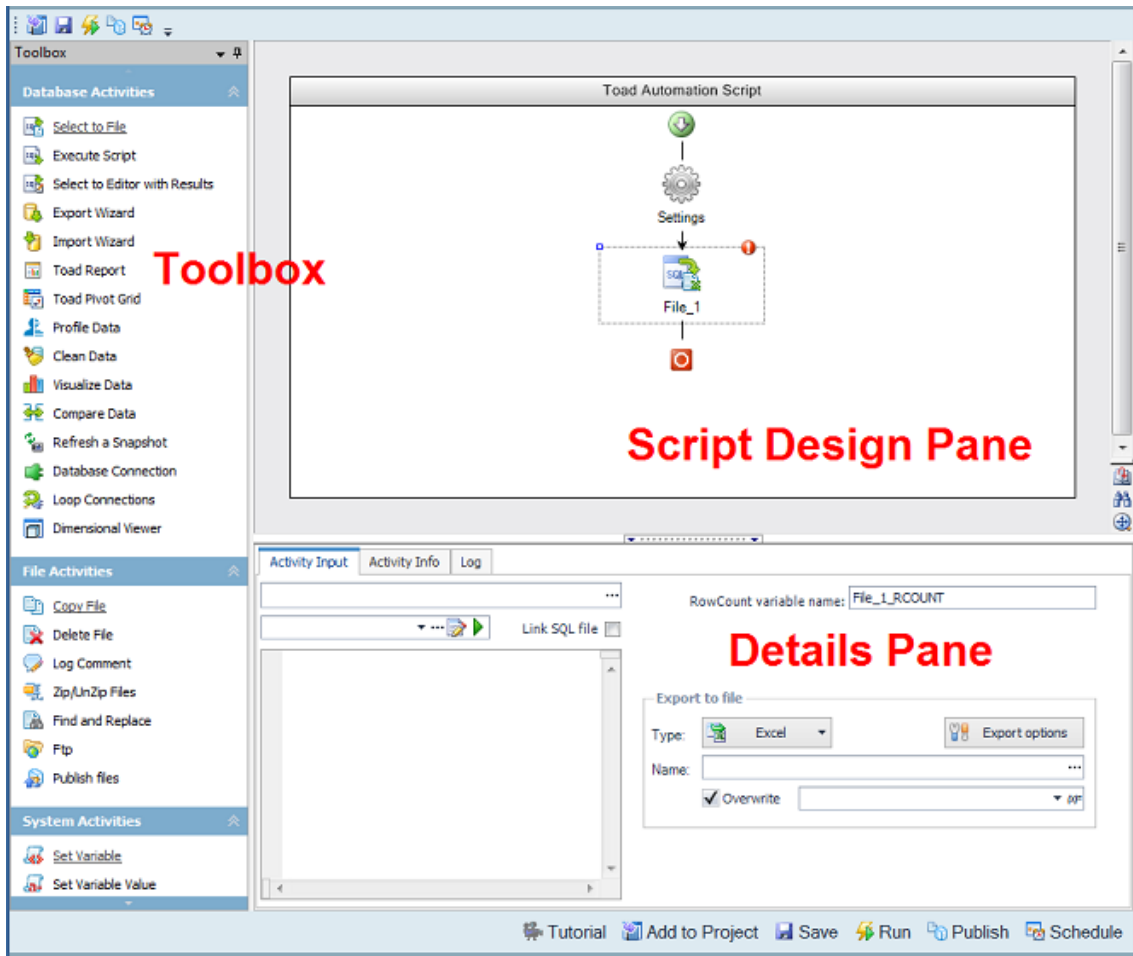 Toolbox
Database Activities
Select to File
Execute Script
Select to Editor with Results
Export Wizard
Import Wizard
Toad Report
Toad Pivot Grid
Profile Data
Clean Data
Visualize Data
Compare Data
Refresh a Snapshot
Database Connection
Loop Connections
Dimensional Viewer
File Activities
Copy File
Delete File
Log Comment
Zip/UnZip Files
Find and Replace
Ftp
Publish files
System Activities
Set Variable
Set Variable Value
Toolbox
Toad Automation Script
Settings
SQL
File_1
Script Design Pane
Activity Input
Activity Info
Log
Link SQL file
RowCount variable name: File_1_RCOUNT
Details Pane
Export to file
Type: Excel
Export options
Name:
Overwrite
Tutorial
Add to Project
Save
Run
Publish
Schedule